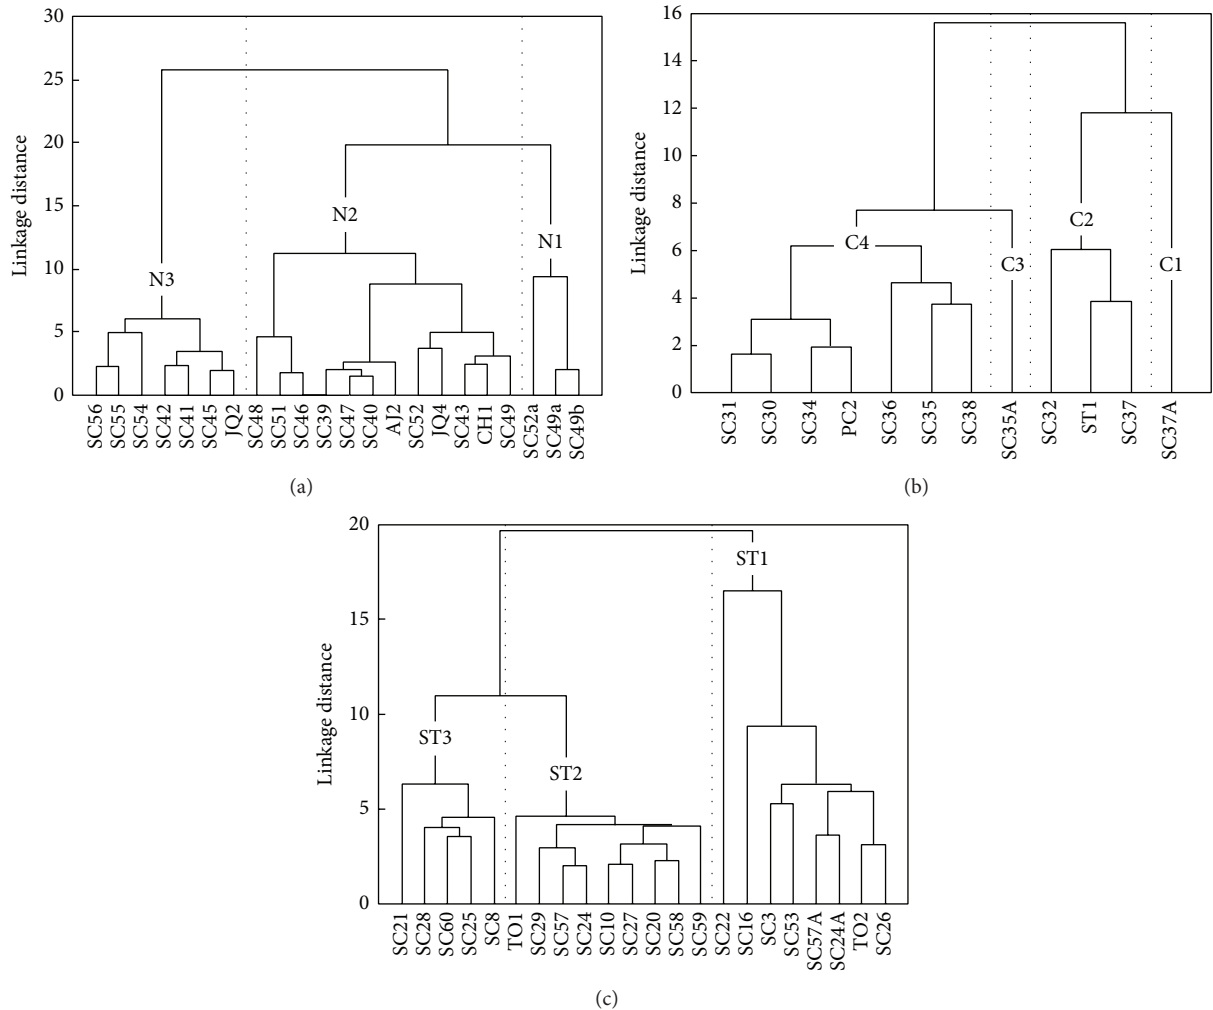 30
25
20
15
10
5
0
Linkage distance
N3
N2
N1
SC56
SC55
SC54
SC42
SC41
SC45
JQ2
SC48
SC51
SC46
SC39
SC47
SC40
AJ2
SC52
JQ4
SC43
CH1
SC49
SC52a
SC49a
SC49b
(a)
16
14
12
10
8
6
4
2
0
Linkage distance
C4
C3
C2
C1
SC31
SC30
SC34
PC2
SC36
SC35
SC38
SC35A
SC32
ST1
SC37
SC37A
(b)
20
15
10
5
0
Linkage distance
ST3
ST2
ST1
SC21
SC28
SC60
SC25
SC8
TO1
SC29
SC57
SC24
SC10
SC27
SC20
SC58
SC59
SC22
SC16
SC3
SC53
SC57A
SC24A
TO2
SC26
(c)